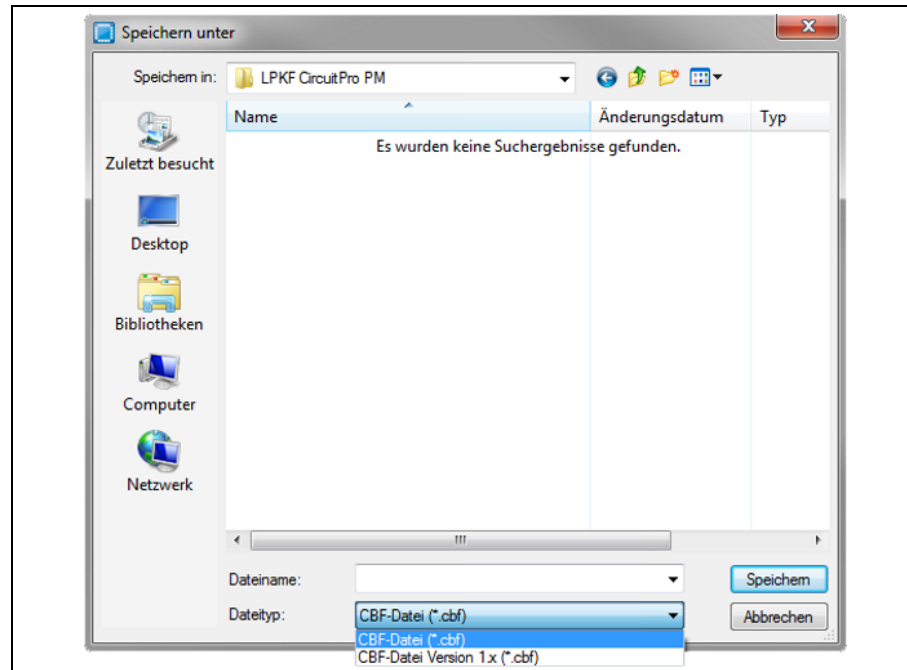 Speichern unter
Speichern in:
LPKF CircuitPro PM
Name
Änderungsdatum
Typ
Es wurden keine Suchergebnisse gefunden.
Zuletzt besucht
Desktop
Bibliotheken
Computer
Netzwerk
Dateiname:
Speichern
Dateityp:
CBF-Datei (*.cbf)
Abbrechen
CBF-Datei (*.cbf)
CBF-Datei Version 1.x (*.cbf)